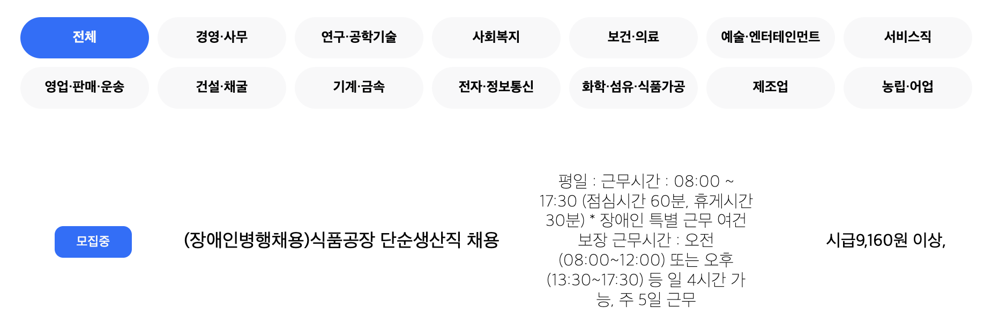 전체 경영·사무 연구·공학기술 사회복지 보건·의료 예술·엔터테인먼트 서비스직
영업·판매·운송 건설·채굴 기계·금속 전자·정보통신 화학·섬유·식품가공 제조업 농립·어업
모집중
(장애인병행채용)식품공장 단순생산직 채용
평일 : 근무시간 : 08:00 ~
17:30 (점심시간 60분, 휴게시간
30분) * 장애인 특별 근무 여건
보장 근무시간 : 오전
(08:00~12:00) 또는 오후
(13:30~17:30) 등 일 4시간 가
능, 주 5일 근무
시급9,160원 이상,